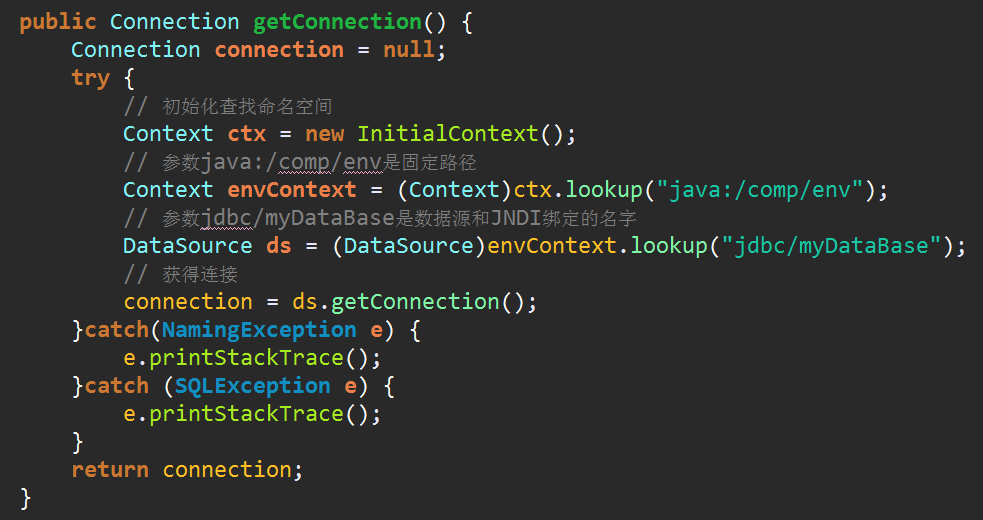 public Connection getConnection() {
    Connection connection = null;
    try {
        // 初始化查找命名空间
        Context ctx = new InitialContext();
        // 参数java:/comp/env是固定路径
        Context envContext = (Context)ctx.lookup("java:/comp/env");
        // 参数jdbc/myDataBase是数据源和JNDI绑定的名字
        DataSource ds = (DataSource)envContext.lookup("jdbc/myDataBase");
        // 获得连接
        connection = ds.getConnection();
    }catch(NamingException e) {
        e.printStackTrace();
    }catch (SQLException e) {
        e.printStackTrace();
    }
    return connection;
}